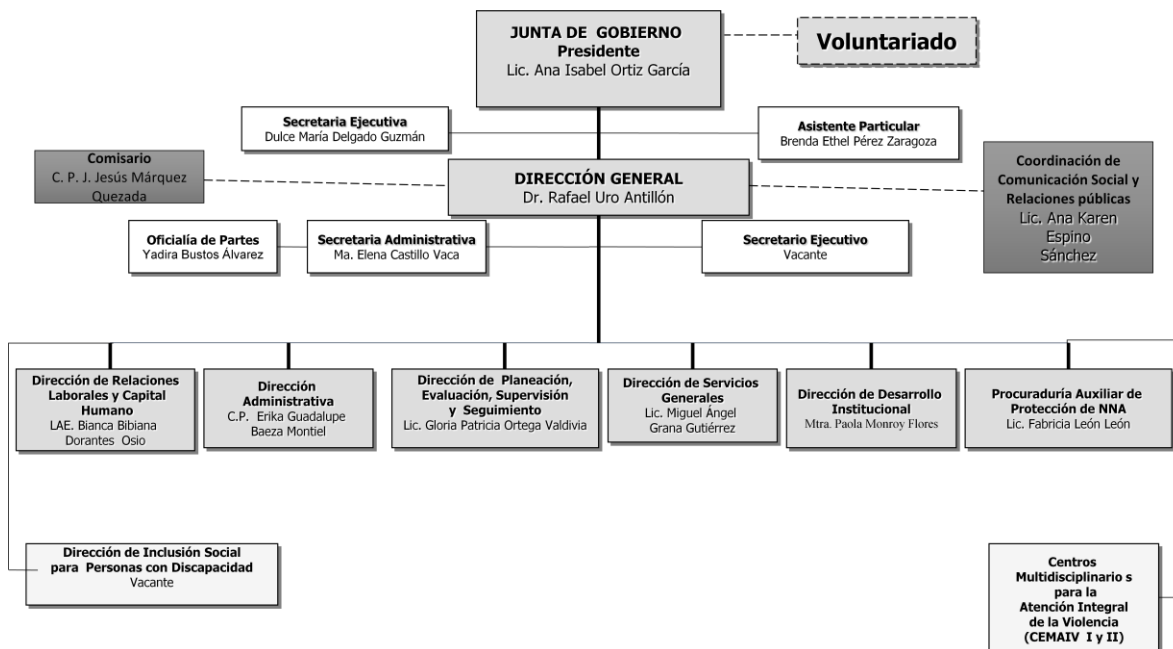 JUNTA DE GOBIERNO
Presidente
Lic. Ana Isabel Ortiz García
Voluntariado
Secretaria Ejecutiva
Dulce María Delgado Guzmán
Asistente Particular
Brenda Ethel Pérez Zaragoza
Comisario
C. P. J. Jesús Márquez
Quezada
DIRECCIÓN GENERAL
Dr. Rafael Uro Antillón
Coordinación de
Comunicación Social y
Relaciones públicas
Lic. Ana Karen
Espino
Sánchez
Oficialía de Partes
Yadira Bustos Álvarez
Secretaria Administrativa
Ma. Elena Castillo Vaca
Secretario Ejecutivo
Vacante
Dirección de Relaciones
Laborales y Capital
Humano
LAE. Bianca Bibiana
Dorantes Osio
Dirección
Administrativa
C.P. Erika Guadalupe
Baeza Montiel
Dirección de Planeación,
Evaluación, Supervisión
y Seguimiento
Lic. Gloria Patricia Ortega Valdivia
Dirección de Servicios
Generales
Lic. Miguel Ángel
Grana Gutiérrez
Dirección de Desarrollo
Institucional
Mtra. Paola Monroy Flores
Procuraduría Auxiliar de
Protección de NNA
Lic. Fabricia León León
Dirección de Inclusión Social
para Personas con Discapacidad
Vacante
Centros
Multidisciplinario s
para la
Atención Integral
de la Violencia
(CEMAIV I y II)